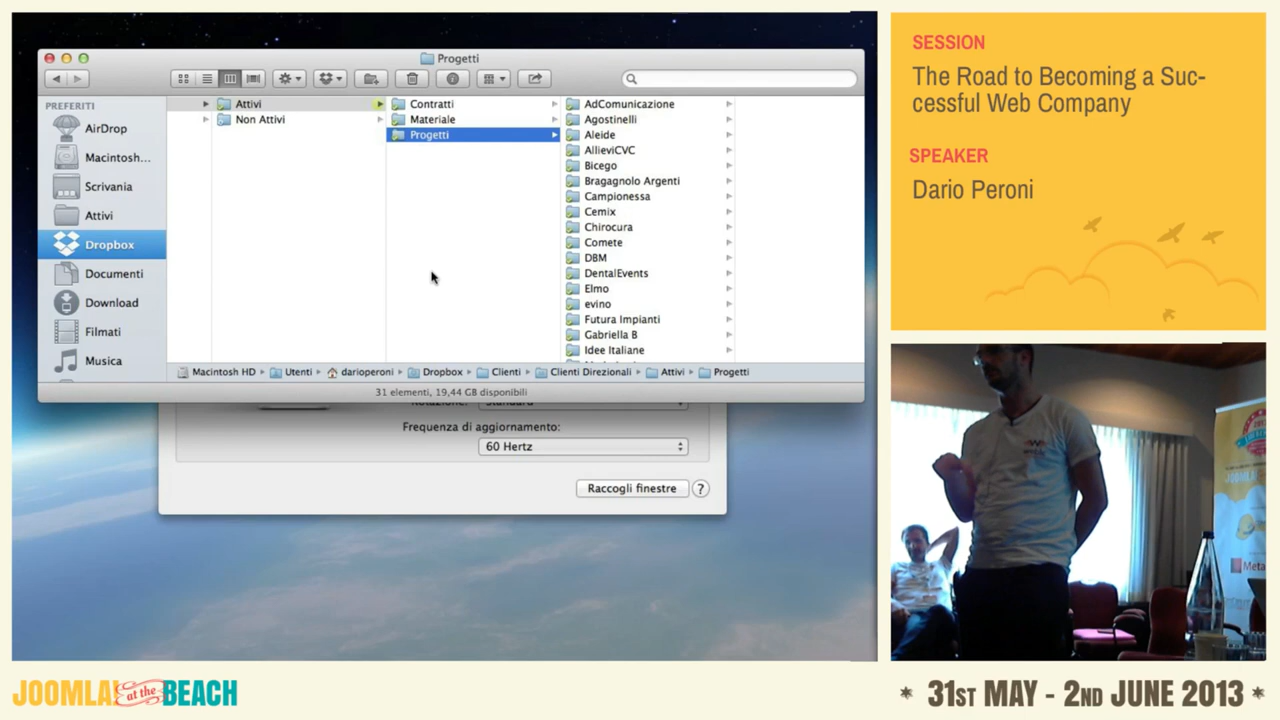 Progetti
PREFERITI
AirDrop
Macintosh...
Scrivania
Attivi
Dropbox
Documenti
Download
Filmati
Musica
Attivi
Non Attivi
Contratti
Materiale
Progetti
AdComunicazione
Agostinelli
Aleide
AllieviCVC
Bicego
Bragagnolo Argenti
Campionessa
Cemix
Chirocura
Comete
DBM
DentalEvents
Elmo
evino
Futura Impianti
Gabriella B
Idee Italiane
Macintosh HD ▸ Utenti ▸ darioperoni ▸ Dropbox ▸ Clienti ▸ Clienti Direzionali ▸ Attivi ▸ Progetti
31 elementi, 19,44 GB disponibili
Frequenza di aggiornamento:
60 Hertz
Raccogli finestre ?
SESSION
The Road to Becoming a Suc-
cessful Web Company
SPEAKER
Dario Peroni
Meta
JOOMLA! at the BEACH
* 31ST MAY - 2ND JUNE 2013 *